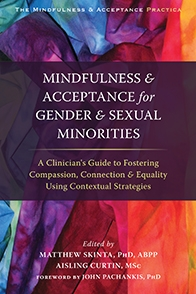 THE MINDFULNESS & ACCEPTANCE PRACTICA
MINDFULNESS &
ACCEPTANCE for
GENDER & SEXUAL
MINORITIES
A Clinician's Guide to Fostering
Compassion, Connection & Equality
Using Contextual Strategies
Edited by
MATTHEW SKINTA, PhD, ABPP
AISLING CURTIN, MSc
FOREWORD BY JOHN PACHANKIS, PhD